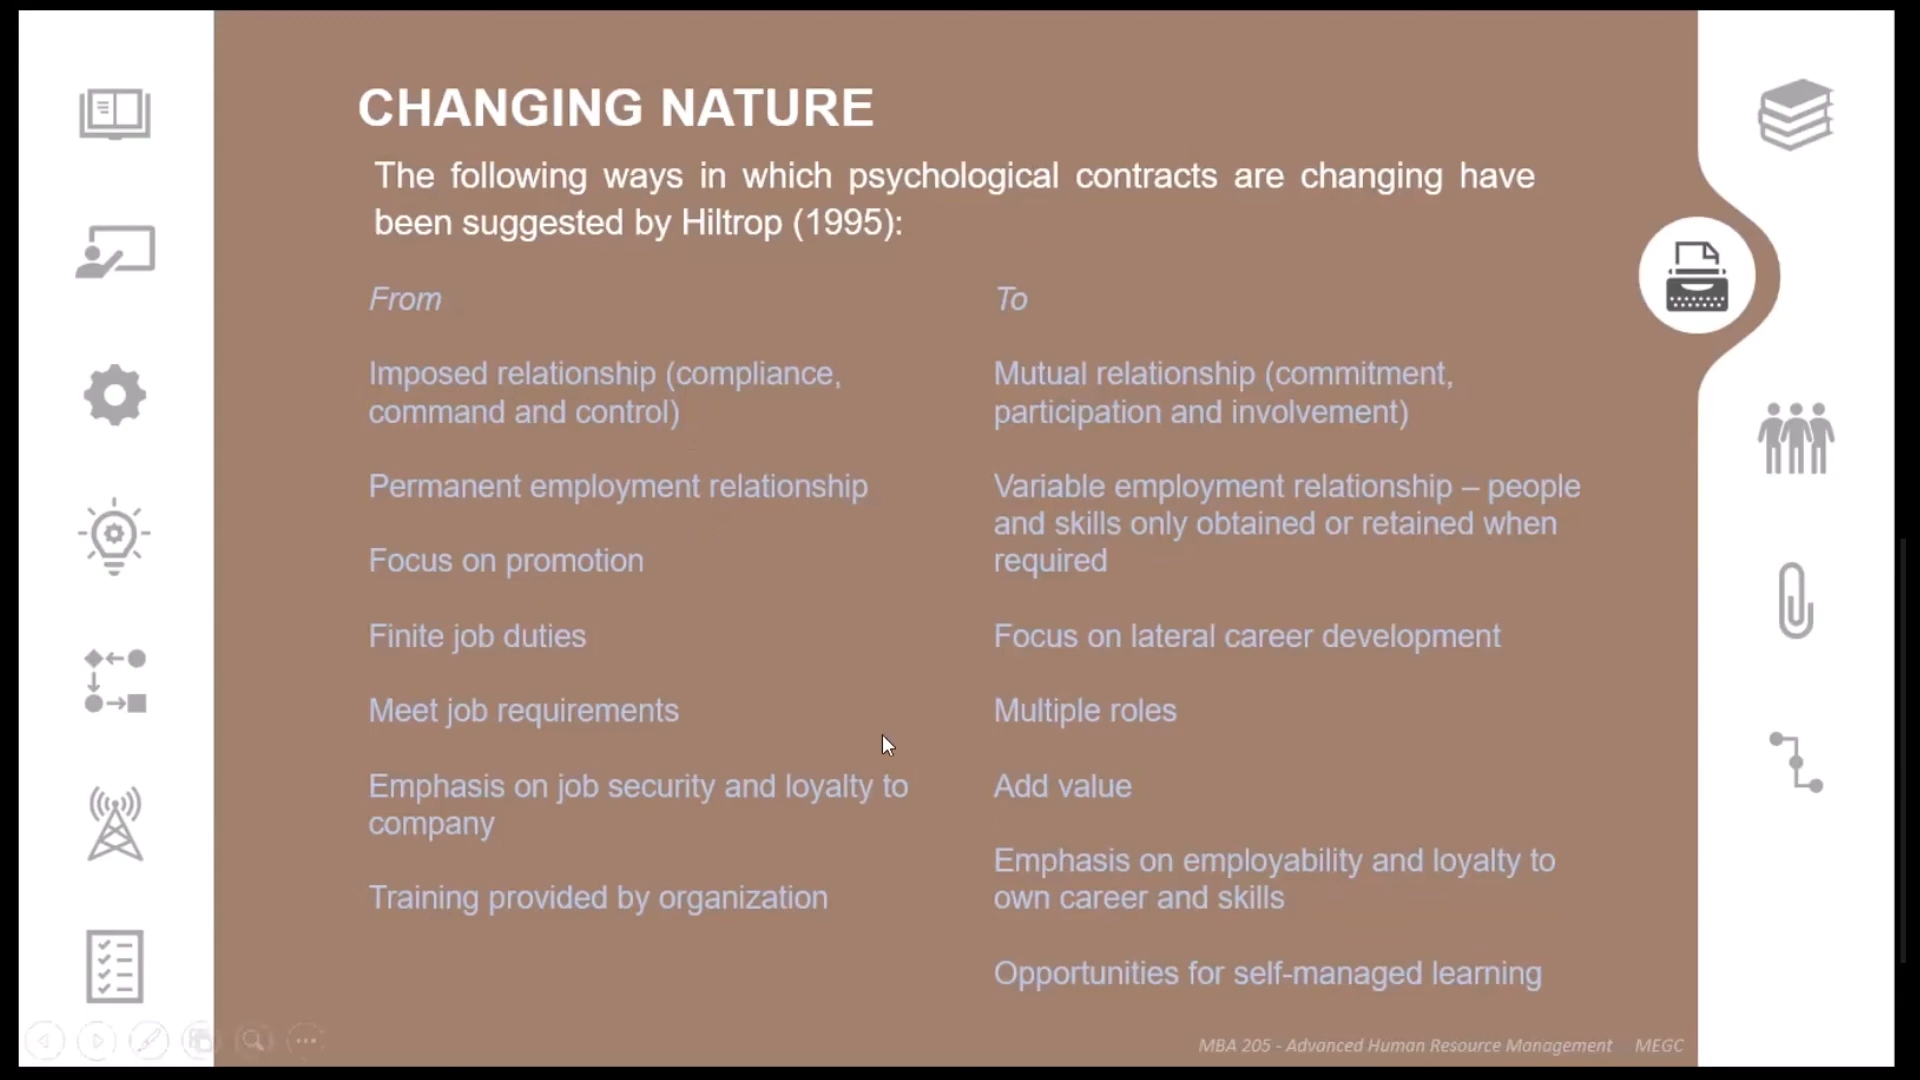 CHANGING NATURE
The following ways in which psychological contracts are changing have
been suggested by Hiltrop (1995):
From
Imposed relationship (compliance,
command and control)
Permanent employment relationship
Focus on promotion
Finite job duties
Meet job requirements
Emphasis on job security and loyalty to
company
Training provided by organization
To
Mutual relationship (commitment,
participation and involvement)
Variable employment relationship – people
and skills only obtained or retained when
required
Focus on lateral career development
Multiple roles
Add value
Emphasis on employability and loyalty to
own career and skills
Opportunities for self-managed learning
MBA 205 - Advanced Human Resource Management MEGC